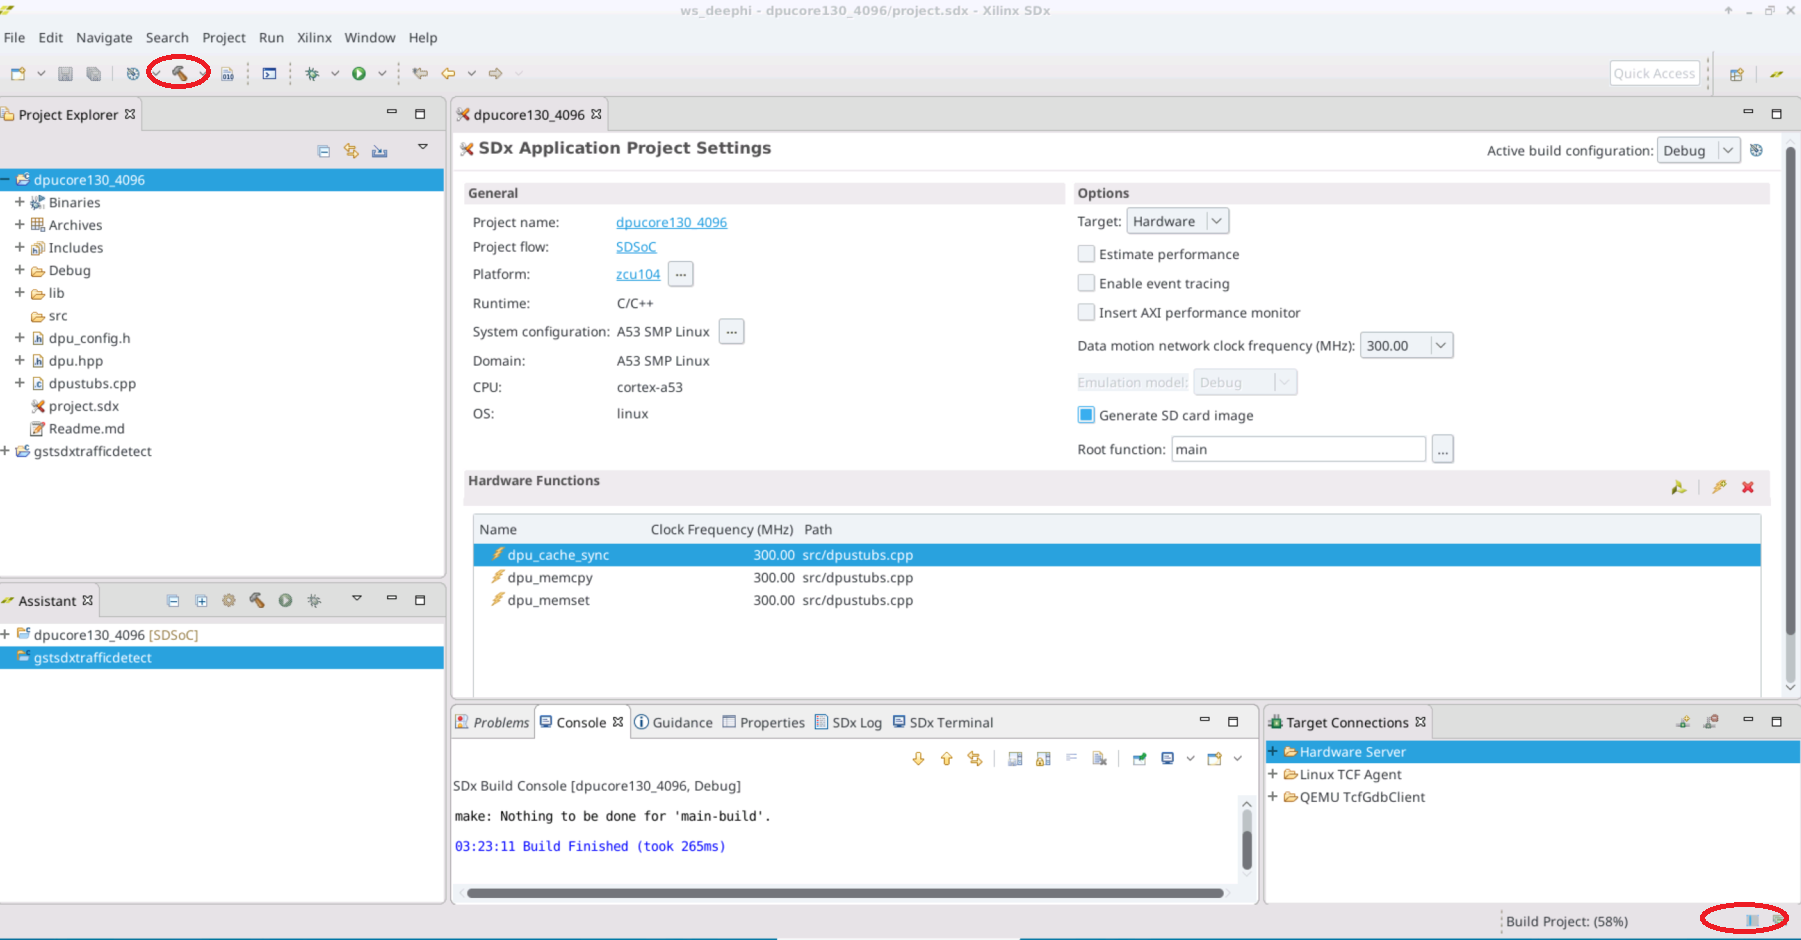 ws_deephi - dpucore130_4096/project.sdx - Xilinx SDx
File Edit Navigate Search Project Run Xilinx Window Help
Quick Access
Project Explorer
dpucore130_4096
Binaries
Archives
Includes
Debug
lib
src
dpu_config.h
dpu.hpp
dpustubs.cpp
project.sdx
Readme.md
gstsdxtrafficdetect
Assistant
dpucore130_4096 [SDSoC]
gstsdxtrafficdetect
dpucore130_4096
SDx Application Project Settings
Active build configuration: Debug
General
Project name: dpucore130_4096
Project flow: SDSoC
Platform: zcu104 ...
Runtime: C/C++
System configuration: A53 SMP Linux ...
Domain: A53 SMP Linux
CPU: cortex-a53
OS: linux
Options
Target: Hardware
Estimate performance
Enable event tracing
Insert AXI performance monitor
Data motion network clock frequency (MHz): 300.00
Emulation model: Debug
Generate SD card image
Root function: main ...
Hardware Functions
Name Clock Frequency (MHz) Path
dpu_cache_sync 300.00 src/dpustubs.cpp
dpu_memcpy 300.00 src/dpustubs.cpp
dpu_memset 300.00 src/dpustubs.cpp
Problems Console Guidance Properties SDx Log SDx Terminal
SDx Build Console [dpucore130_4096, Debug]
make: Nothing to be done for 'main-build'.
03:23:11 Build Finished (took 265ms)
Target Connections
Hardware Server
Linux TCF Agent
QEMU TcfGdbClient
Build Project: (58%)